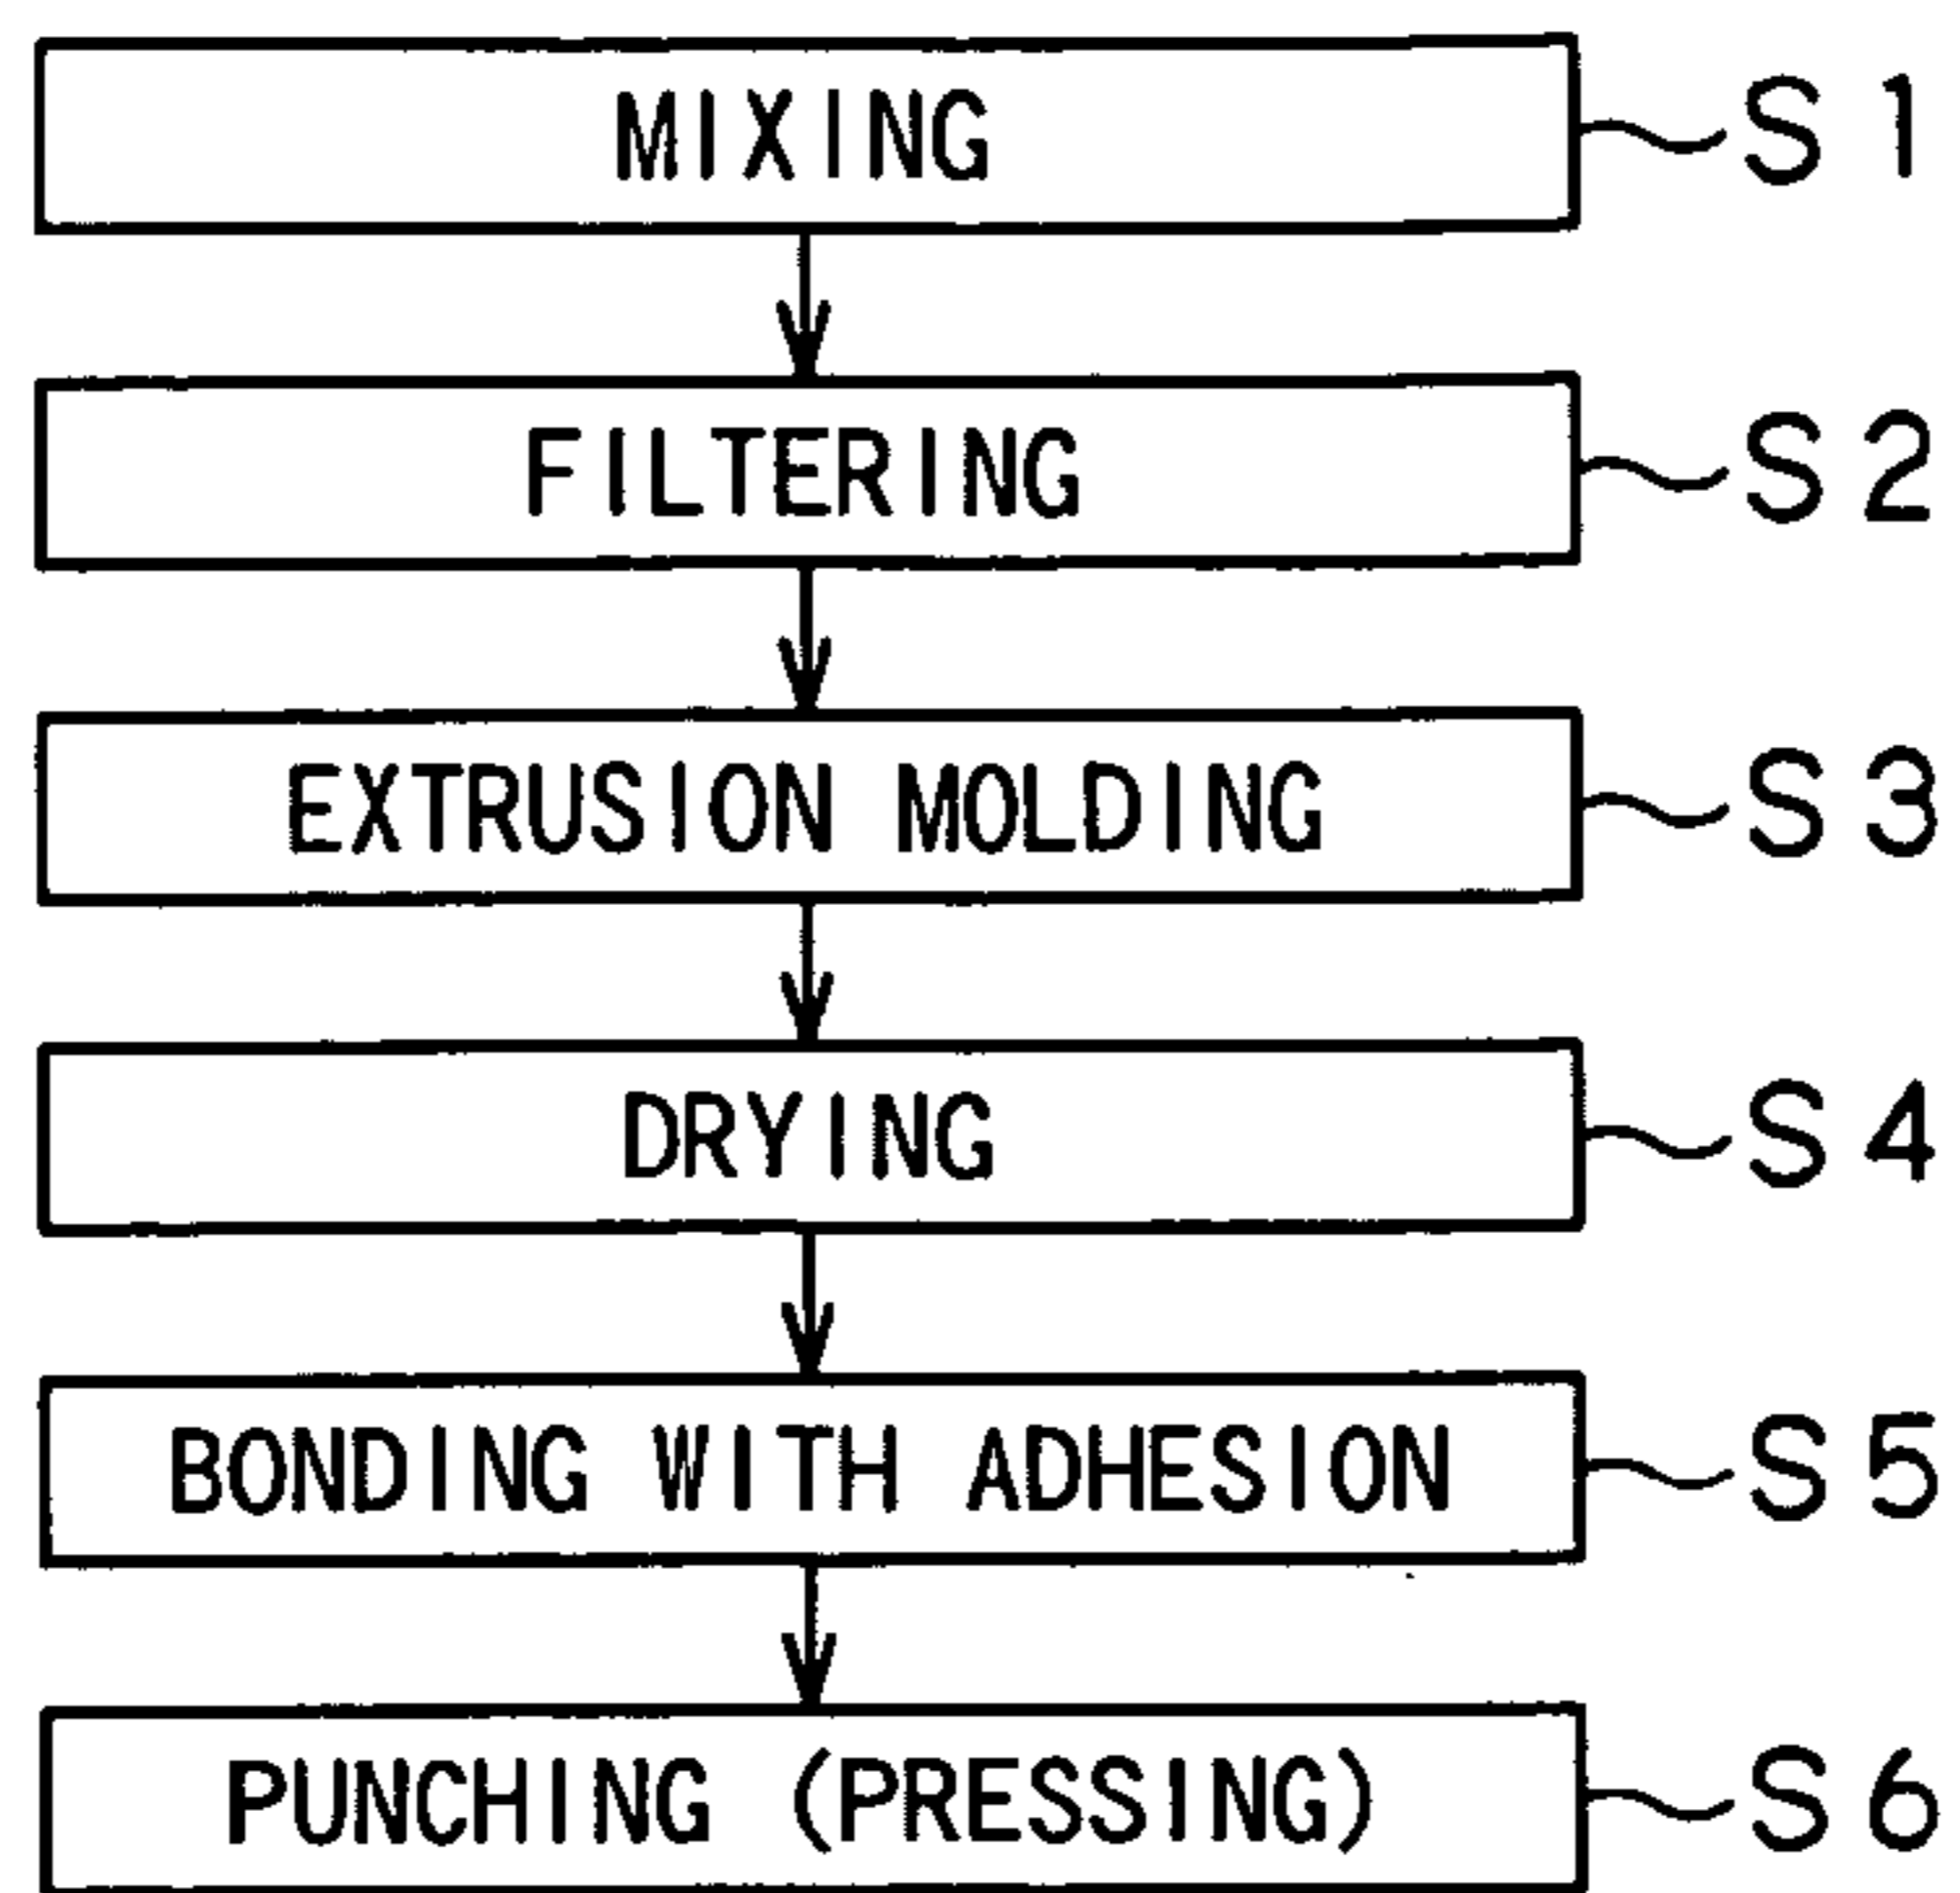 MIXING S1
FILTERING S2
EXTRUSION MOLDING S3
DRYING S4
BONDING WITH ADHESION S5
PUNCHING (PRESSING) S6